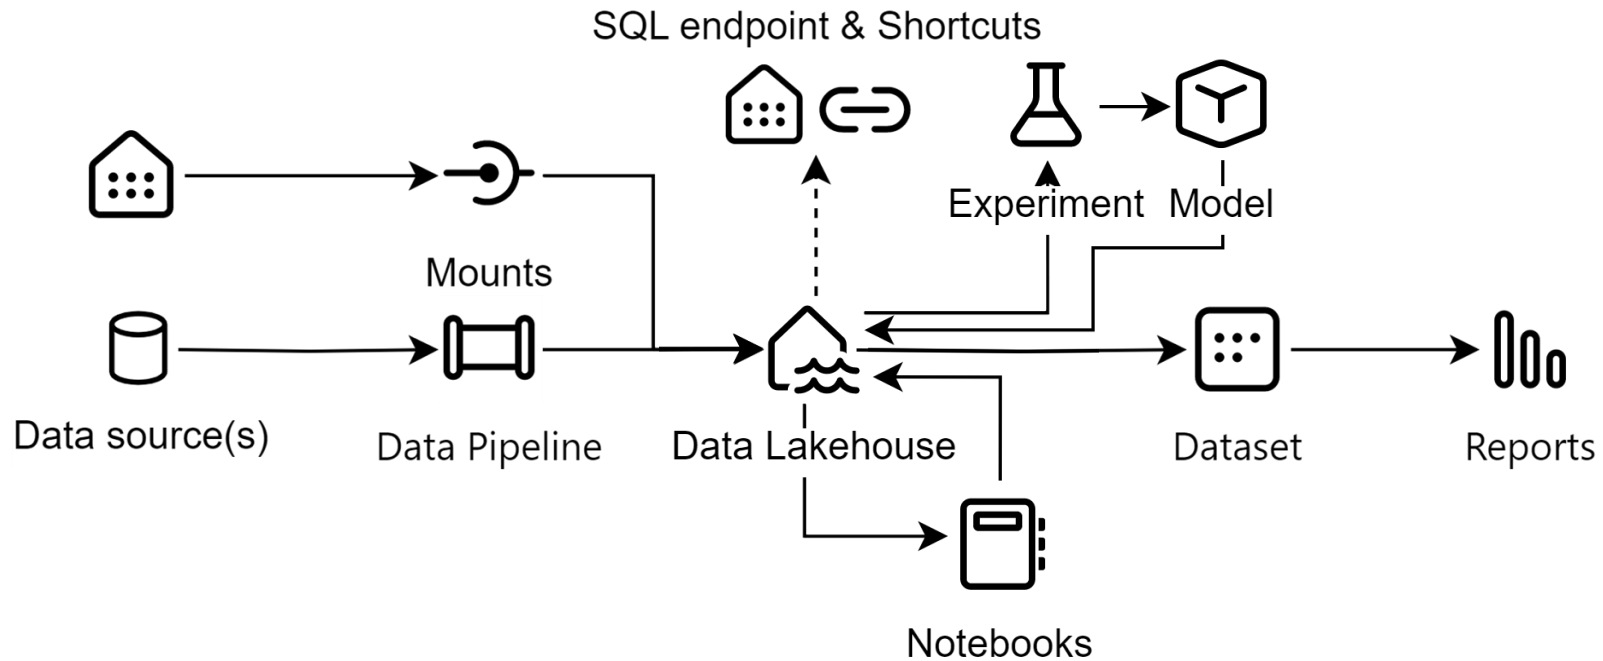 SQL endpoint & Shortcuts
Experiment
Model
Mounts
Data source(s)
Data Pipeline
Data Lakehouse
Dataset
Reports
Notebooks